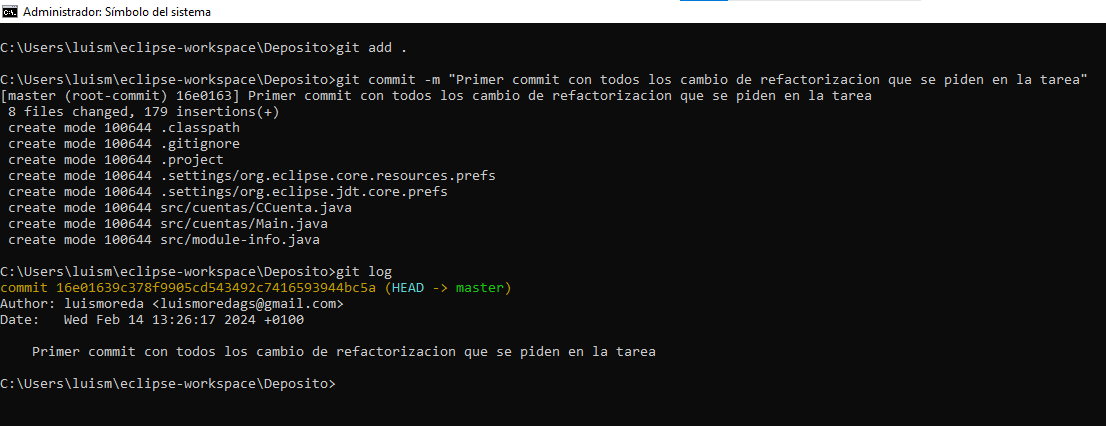 Administrador: Símbolo del sistema
C:\Users\luism\eclipse-workspace\Deposito>git add .
C:\Users\luism\eclipse-workspace\Deposito>git commit -m "Primer commit con todos los cambio de refactorizacion que se piden en la tarea"
[master (root-commit) 16e0163] Primer commit con todos los cambio de refactorizacion que se piden en la tarea
 8 files changed, 179 insertions(+)
 create mode 100644 .classpath
 create mode 100644 .gitignore
 create mode 100644 .project
 create mode 100644 .settings/org.eclipse.core.resources.prefs
 create mode 100644 .settings/org.eclipse.jdt.core.prefs
 create mode 100644 src/cuentas/CCuenta.java
 create mode 100644 src/cuentas/Main.java
 create mode 100644 src/module-info.java
C:\Users\luism\eclipse-workspace\Deposito>git log
commit 16e01639c378f9905cd543492c7416593944bc5a (HEAD -> master)
Author: luismoreda <luismoredags@gmail.com>
Date:   Wed Feb 14 13:26:17 2024 +0100
    Primer commit con todos los cambio de refactorizacion que se piden en la tarea
C:\Users\luism\eclipse-workspace\Deposito>